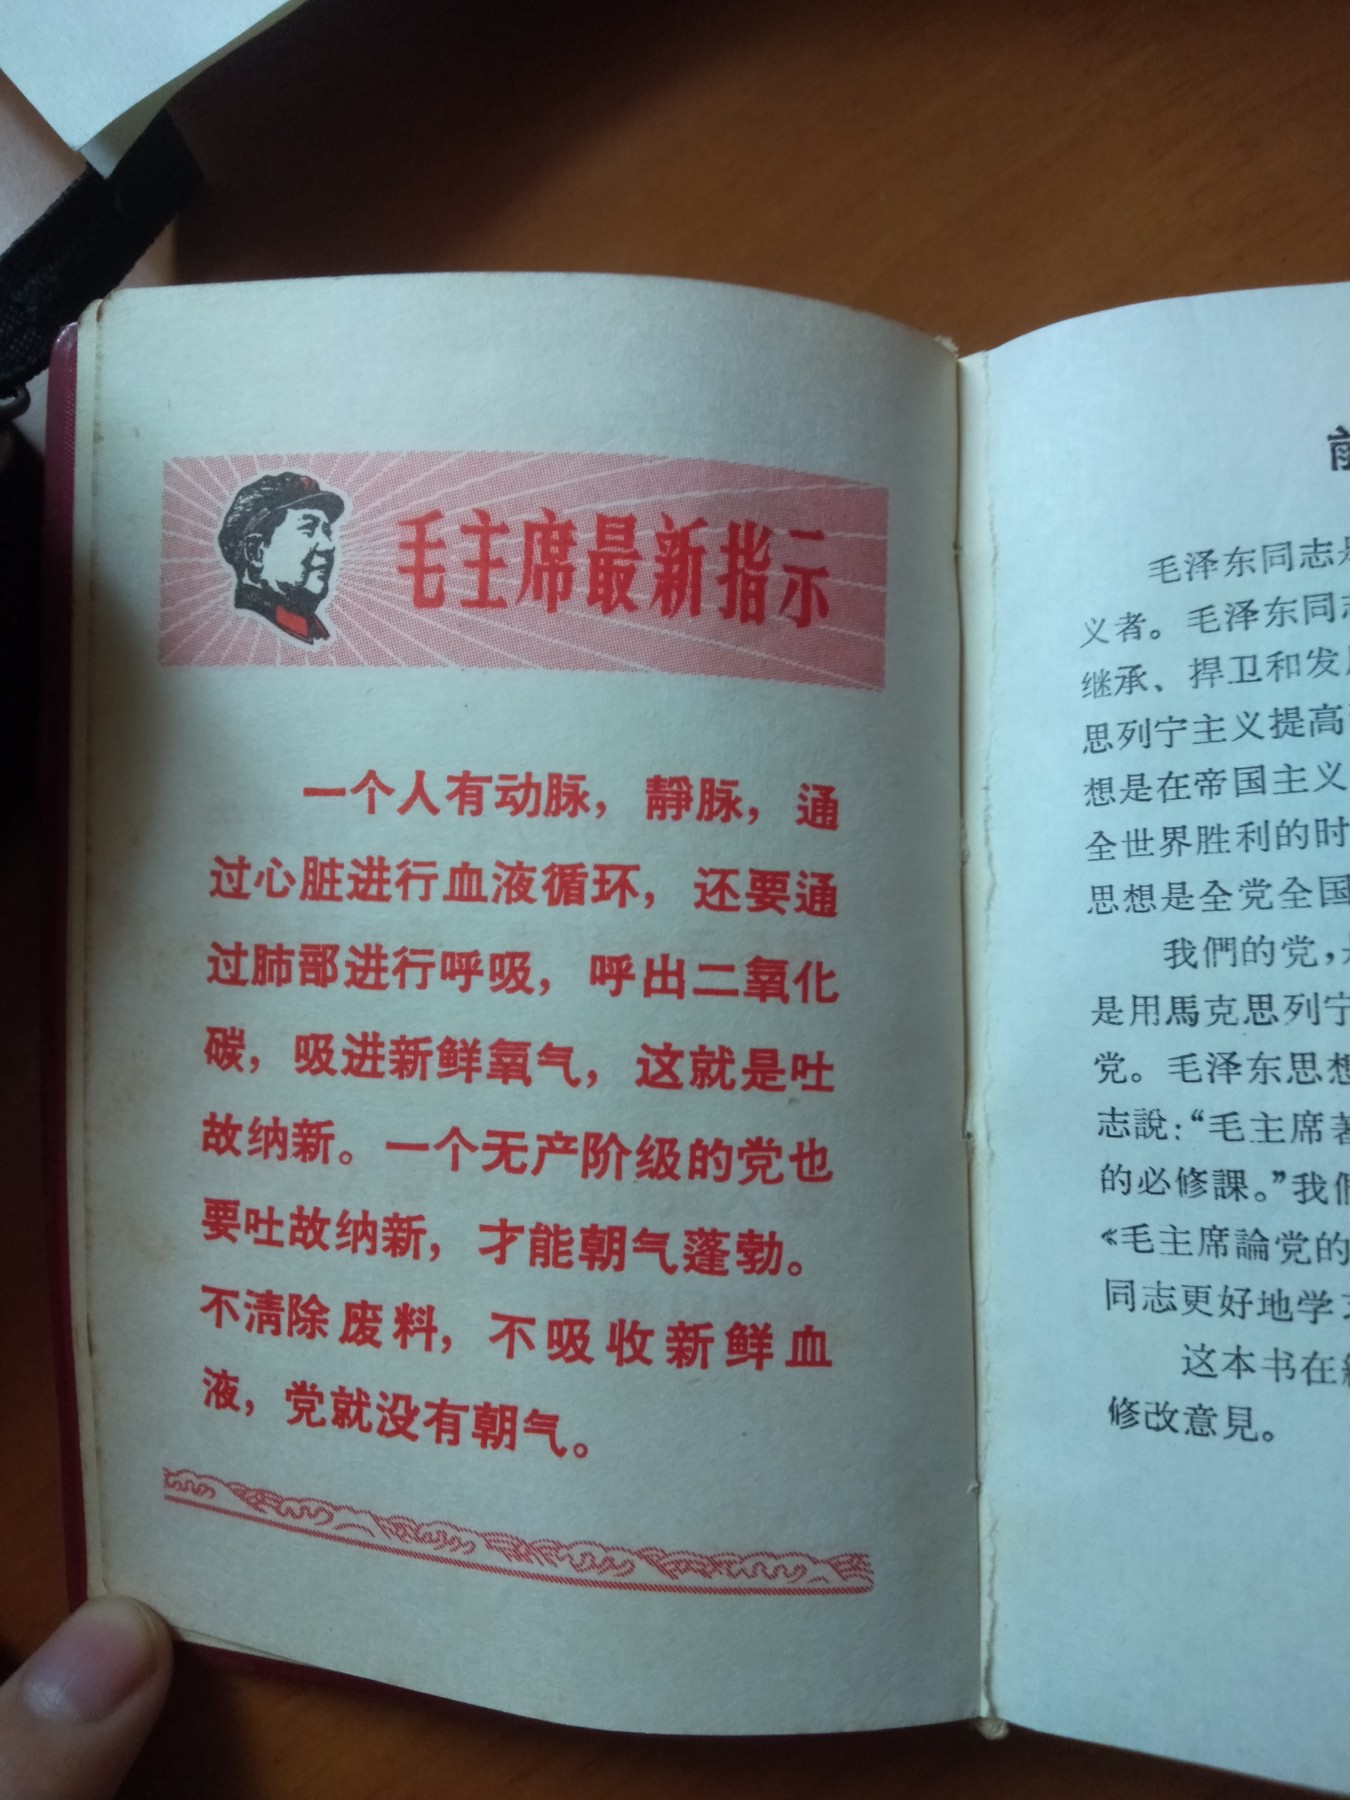 毛主席最新指示
一个人有动脉，靜脉，通
过心脏进行血液循环，还要通
过肺部进行呼吸，呼出二氧化
碳，吸进新鲜氧气，这就是吐
故纳新。一个无产阶级的党也
要吐故纳新，才能朝气蓬勃。
不淸除废料，不吸收新鲜血
液，党就没有朝气。
毛泽东同志是
义者。毛泽东同志
继承、捍卫和发展
思列宁主义提高
想是在帝国主义
全世界胜利的时
思想是全党全国
我們的党，
是用馬克思列宁
党。毛泽东思想
志說：“毛主席著
的必修課。”我們
《毛主席論党的
同志更好地学习
这本书在
修改意見。